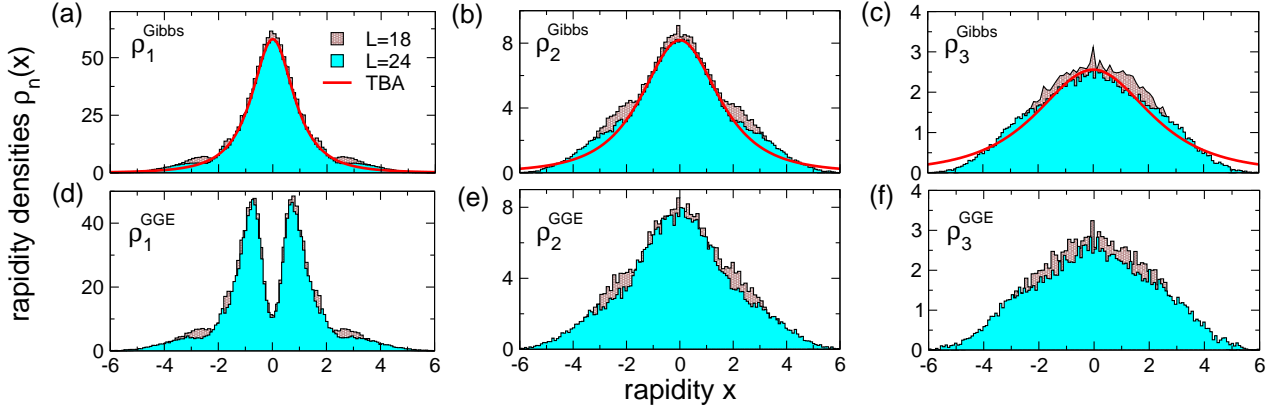 (a)
ρ₁ᴳⁱᵇᵇˢ
L=18
L=24
TBA
50
25
0
(b)
ρ₂ᴳⁱᵇᵇˢ
8
4
0
(c)
ρ₃ᴳⁱᵇᵇˢ
4
3
2
1
0
rapidity densities ρₙ(x)
(d)
ρ₁ᴳᴳᴱ
40
20
0
-6 -4 -2 0 2 4 6
(e)
ρ₂ᴳᴳᴱ
8
4
0
-6 -4 -2 0 2 4 6
(f)
ρ₃ᴳᴳᴱ
4
3
2
1
0
-6 -4 -2 0 2 4 6
rapidity x